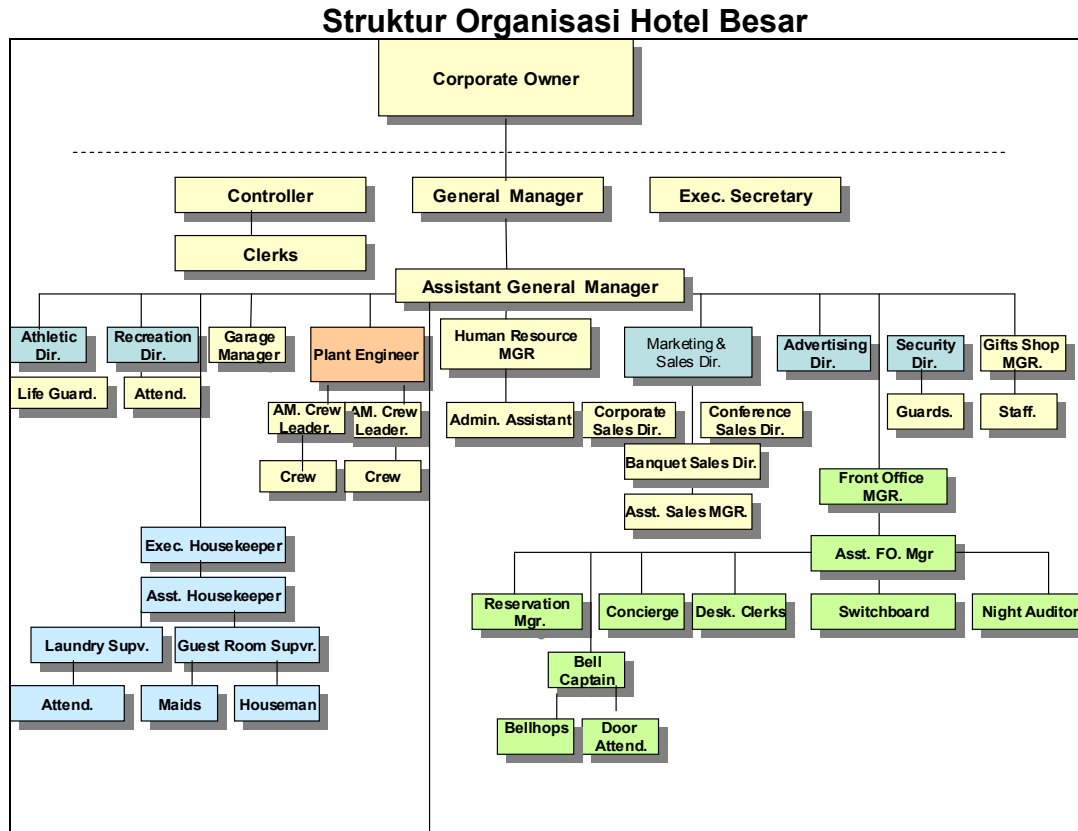 Struktur Organisasi Hotel Besar
Corporate Owner
Controller
General Manager
Exec. Secretary
Clerks
Assistant General Manager
Athletic
Dir.
Recreation
Dir.
Garage
Manager
Plant Engineer
Human Resource
MGR
Marketing &
Sales Dir.
Advertising
Dir.
Security
Dir.
Gifts Shop
MGR.
Life Guard.
Attend.
AM. Crew
Leader.
AM. Crew
Leader.
Admin. Assistant
Corporate
Sales Dir.
Conference
Sales Dir.
Guards.
Staff.
Crew
Crew
Banquet Sales Dir.
Asst. Sales MGR.
Front Office
MGR.
Exec. Housekeeper
Asst. FO. Mgr
Asst. Housekeeper
Reservation
Mgr.
Concierge
Desk. Clerks
Switchboard
Night Auditor
Laundry Supv.
Guest Room Supvr.
Bell
Captain
Attend.
Maids
Houseman
Bellhops
Door
Attend.